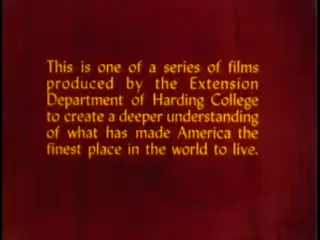 This is one of a series of films
produced by the Extension
Department of Harding College
to create a deeper understanding
of what has made America the
finest place in the world to live.